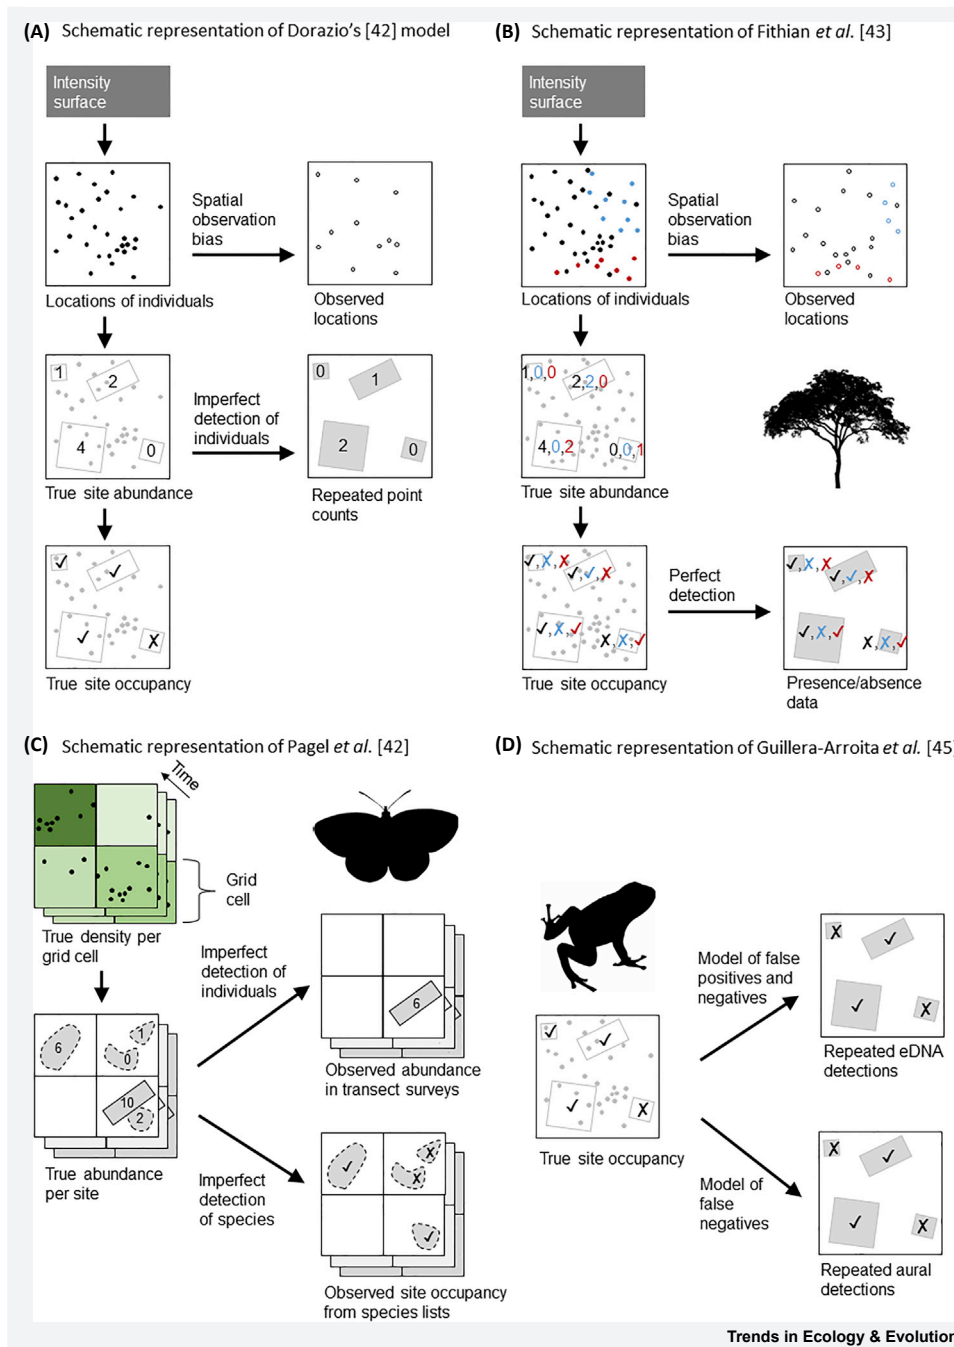 (A) Schematic representation of Dorazio's [42] model
Intensity
surface
Spatial
observation
bias
Locations of individuals
Observed
locations
1
2
4
0
Imperfect
detection of
individuals
0
1
2
0
True site abundance
Repeated point
counts
✓
✓
✓
✗
True site occupancy
(B) Schematic representation of Fithian et al. [43]
Intensity
surface
Spatial
observation
bias
Locations of individuals
Observed
locations
1,0,0
2,2,0
4,0,2
0,0,1
True site abundance
✓,✗,✗
✓,✓,✗
✓,✗,✓
✗,✗,✓
Perfect
detection
✓,✗,✗
✓,✓,✗
✓,✗,✓
✗,✗,✓
True site occupancy
Presence/absence
data
(C) Schematic representation of Pagel et al. [42]
Time
Grid
cell
True density per
grid cell
Imperfect
detection of
individuals
6
Observed abundance
in transect surveys
6
1
0
10
2
True abundance
per site
Imperfect
detection
of species
✓
✗
✗
✓
Observed site occupancy
from species lists
(D) Schematic representation of Guillera-Arroita et al. [45]
✓
✓
✓
✗
True site occupancy
Model of false
positives and
negatives
✗
✓
✓
✗
Repeated eDNA
detections
Model of
false
negatives
✗
✓
✓
✗
Repeated aural
detections
Trends in Ecology & Evolution